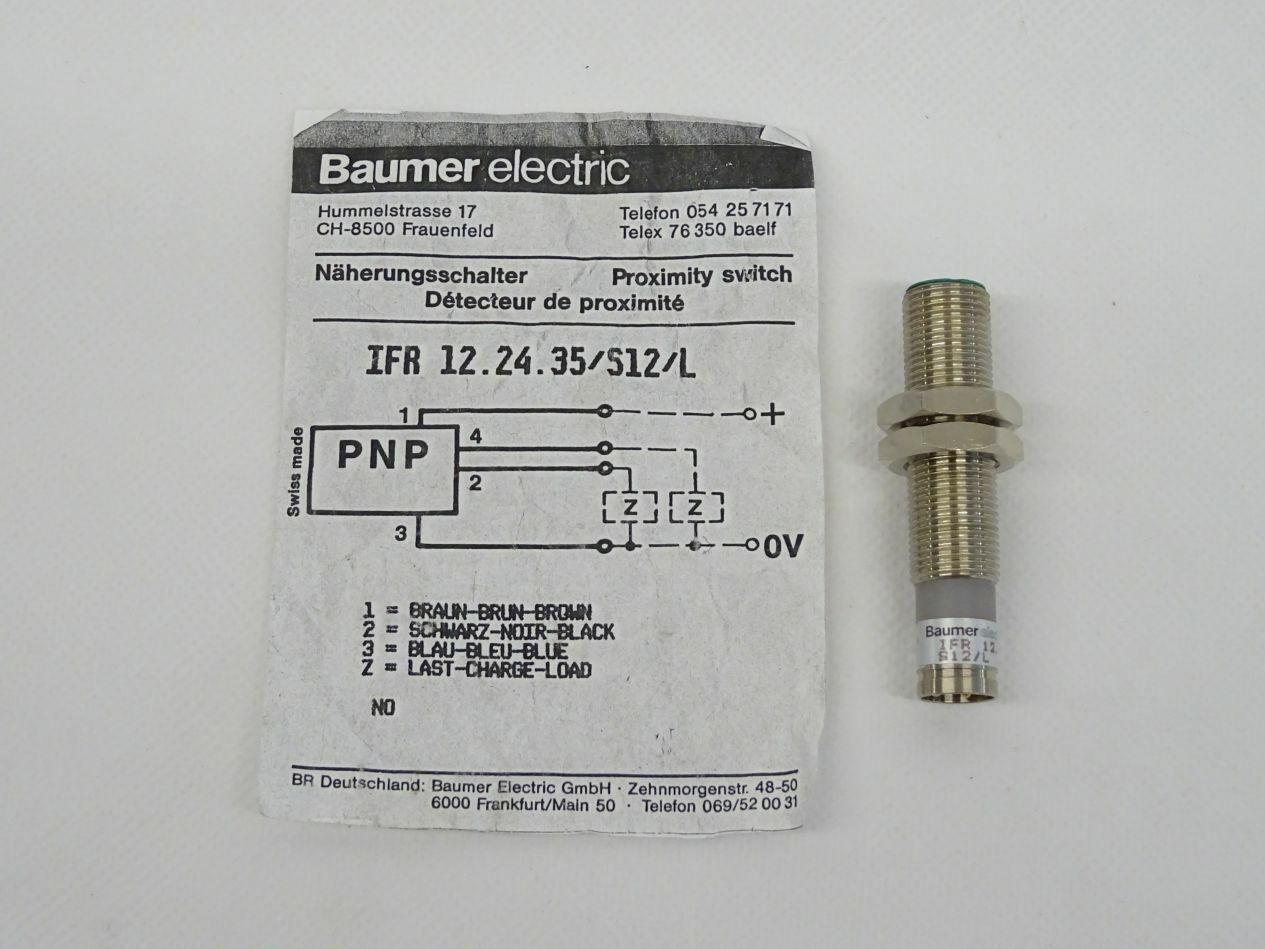 Baumer electric
Hummelstrasse 17 Telefon 054 25 71 71
CH-8500 Frauenfeld Telex 76 350 baelf
Näherungsschalter Proximity switch
Détecteur de proximité
IFR 12.24.35/S12/L
1 +
PNP 4
Swiss made
2
Z Z
3 0V
1 = BRAUN-BRUN-BROWN
2 = SCHWARZ-NOIR-BLACK
3 = BLAU-BLEU-BLUE
Z = LAST-CHARGE-LOAD
NO
BR Deutschland: Baumer Electric GmbH · Zehnmorgenstr. 48-50
6000 Frankfurt/Main 50 · Telefon 069/52 00 31
Baumer elec
IFR 12.
S12/L